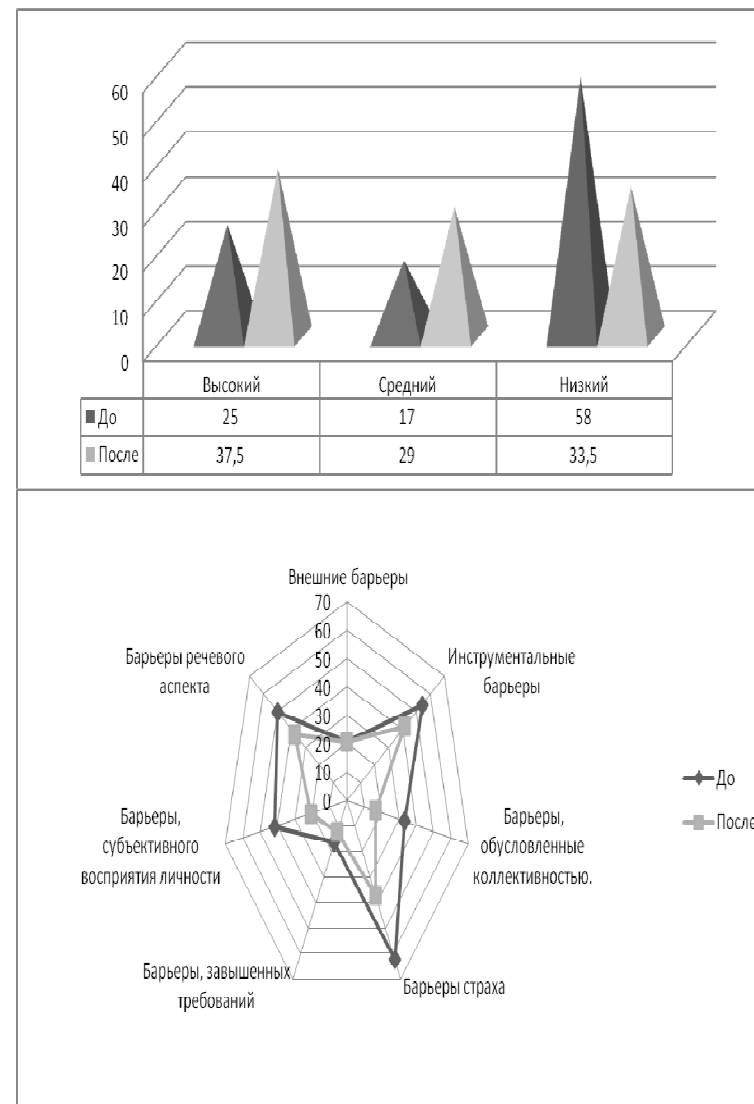 60
50
40
30
20
10
0
Высокий Средний Низкий
До 25 17 58
После 37,5 29 33,5
Внешние барьеры
70
60
50
40
30
20
10
0
Барьеры речевого
аспекта
Инструментальные
барьеры
Барьеры,
субъективного
восприятия личности
Барьеры,
обусловленные
коллективностью.
Барьеры, завышенных
требований
Барьеры страха
До
После